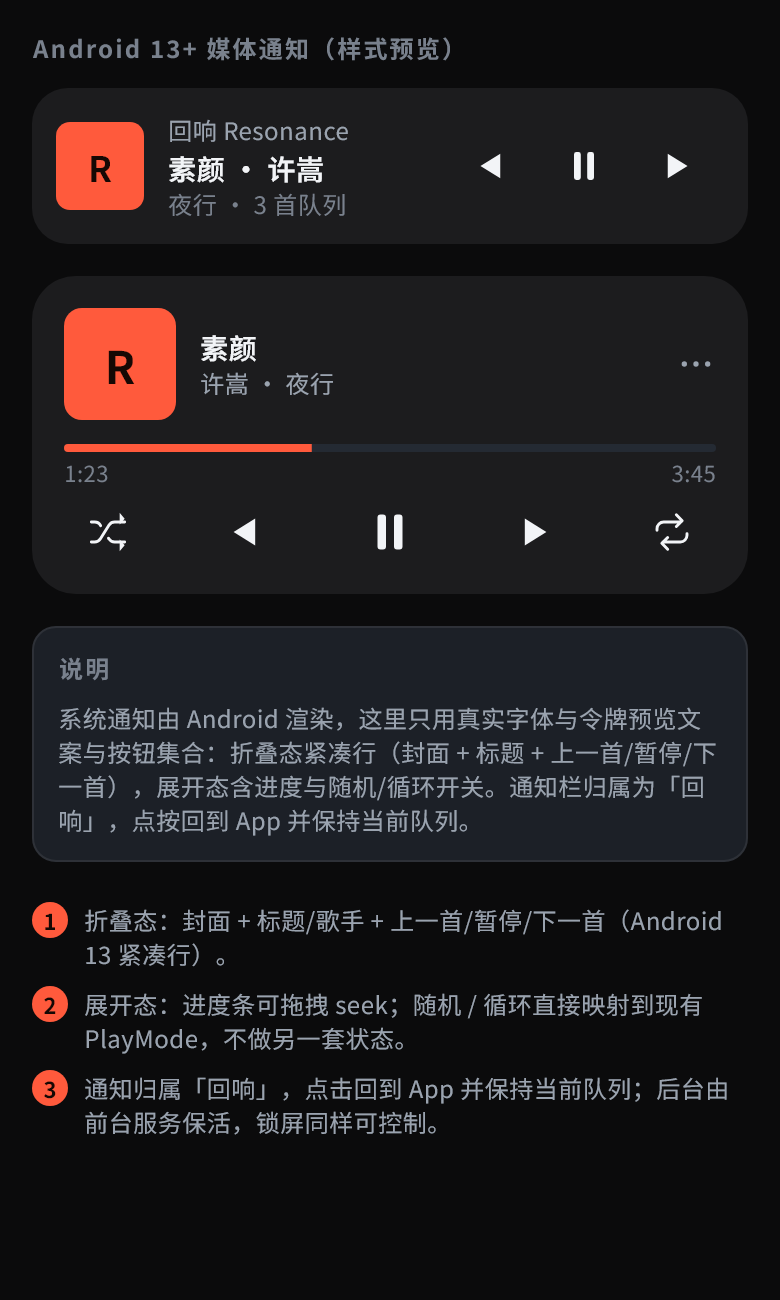 Android 13+ 媒体通知（样式预览）
R
回响 Resonance
素颜 · 许嵩
夜行 · 3 首队列
R
素颜
许嵩 · 夜行
1:23
3:45
说明
系统通知由 Android 渲染，这里只用真实字体与令牌预览文
案与按钮集合：折叠态紧凑行（封面 + 标题 + 上一首/暂停/下
一首），展开态含进度与随机/循环开关。通知栏归属为「回
响」，点按回到 App 并保持当前队列。
1 折叠态：封面 + 标题/歌手 + 上一首/暂停/下一首（Android
13 紧凑行）。
2 展开态：进度条可拖拽 seek；随机 / 循环直接映射到现有
PlayMode，不做另一套状态。
3 通知归属「回响」，点击回到 App 并保持当前队列；后台由
前台服务保活，锁屏同样可控制。